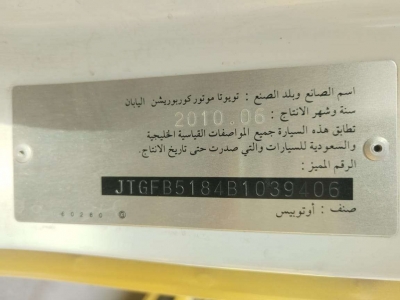 اسم الصانع وبلد الصنع : تويوتا موتور كوربوريشن اليابان
سنة وشهر الانتاج : 2010.06
تطابق هذه السيارة جميع المواصفات القياسية الخليجية
والسعودية للسيارات والتي صدرت حتى تاريخ الانتاج.
الرقم المميز :
JTGFB5184B1039406
صنف : أوتوبيس